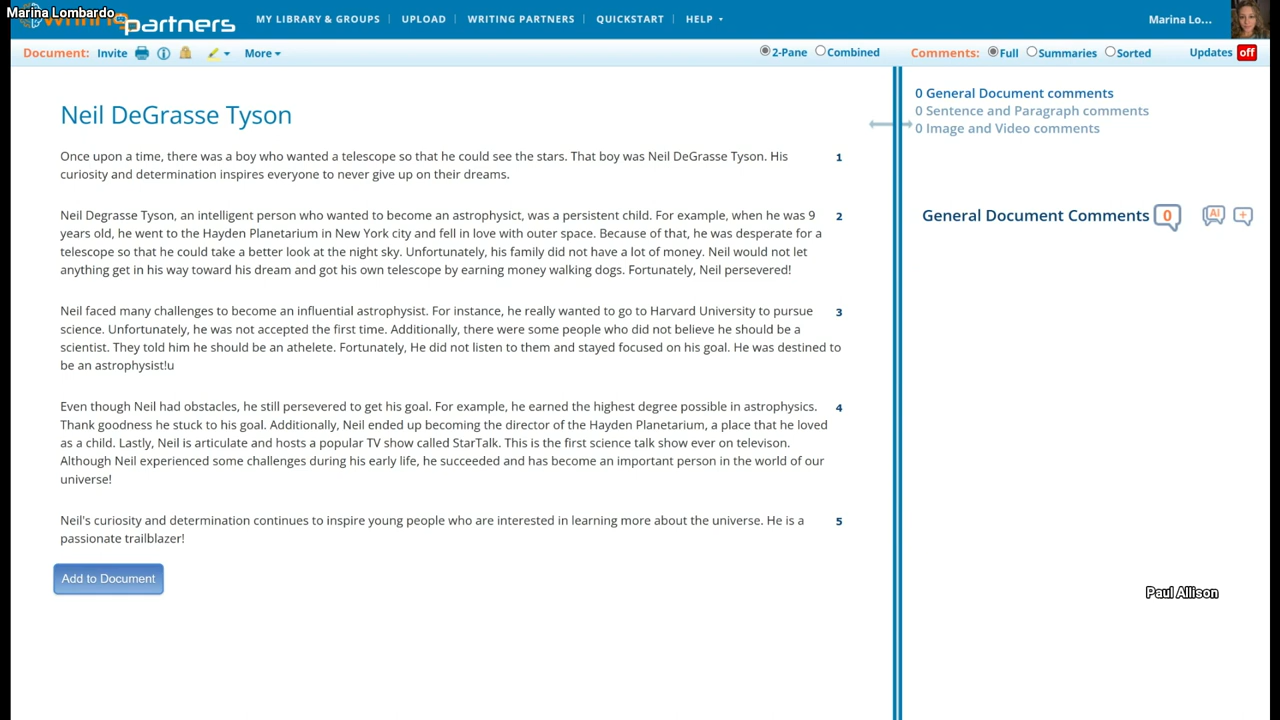 Marina Lombardo
partners
MY LIBRARY & GROUPS UPLOAD WRITING PARTNERS QUICKSTART HELP
Marina Lo...
Document: Invite More 2-Pane Combined Comments: Full Summaries Sorted Updates off
0 General Document comments
0 Sentence and Paragraph comments
0 Image and Video comments
Neil DeGrasse Tyson
Once upon a time, there was a boy who wanted a telescope so that he could see the stars. That boy was Neil DeGrasse Tyson. His 1
curiosity and determination inspires everyone to never give up on their dreams.
Neil Degrasse Tyson, an intelligent person who wanted to become an astrophysict, was a persistent child. For example, when he was 9 2
years old, he went to the Hayden Planetarium in New York city and fell in love with outer space. Because of that, he was desperate for a
telescope so that he could take a better look at the night sky. Unfortunately, his family did not have a lot of money. Neil would not let
anything get in his way toward his dream and got his own telescope by earning money walking dogs. Fortunately, Neil persevered!
Neil faced many challenges to become an influential astrophysist. For instance, he really wanted to go to Harvard University to pursue 3
science. Unfortunately, he was not accepted the first time. Additionally, there were some people who did not believe he should be a
scientist. They told him he should be an athelete. Fortunately, He did not listen to them and stayed focused on his goal. He was destined to
be an astrophysist!u
Even though Neil had obstacles, he still persevered to get his goal. For example, he earned the highest degree possible in astrophysics. 4
Thank goodness he stuck to his goal. Additionally, Neil ended up becoming the director of the Hayden Planetarium, a place that he loved
as a child. Lastly, Neil is articulate and hosts a popular TV show called StarTalk. This is the first science talk show ever on televison.
Although Neil experienced some challenges during his early life, he succeeded and has become an important person in the world of our
universe!
Neil's curiosity and determination continues to inspire young people who are interested in learning more about the universe. He is a 5
passionate trailblazer!
Add to Document
General Document Comments 0 AI +
Paul Allison